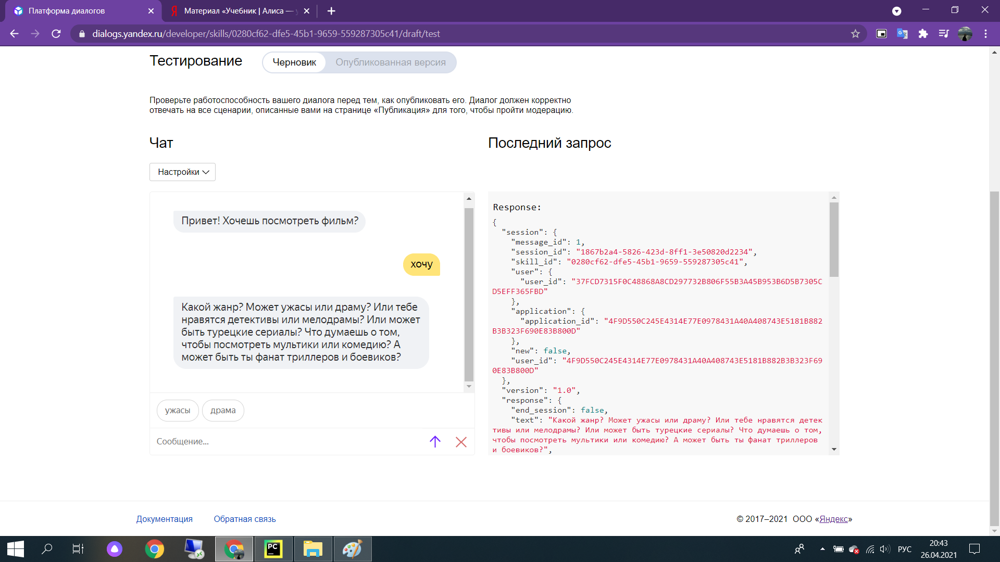 Платформа диалогов
Материал «Учебник | Алиса —
dialogs.yandex.ru/developer/skills/0280cf62-dfe5-45b1-9659-559287305c41/draft/test
Тестирование
Черновик
Опубликованная версия
Проверьте работоспособность вашего диалога перед тем, как опубликовать его. Диалог должен корректно
отвечать на все сценарии, описанные вами на странице «Публикация» для того, чтобы пройти модерацию.
Чат
Настройки
Привет! Хочешь посмотреть фильм?
хочу
Какой жанр? Может ужасы или драму? Или тебе
нравятся детективы или мелодрамы? Или может
быть турецкие сериалы? Что думаешь о том,
чтобы посмотреть мультики или комедию? А
может быть ты фанат триллеров и боевиков?
ужасы
драма
Сообщение...
Последний запрос
Response:
{
"session": {
"message_id": 1,
"session_id": "1867b2a4-5826-423d-8ff1-3e50820d2234",
"skill_id": "0280cf62-dfe5-45b1-9659-559287305c41",
"user": {
"user_id": "37FCD7315F0C48868A8CD297732B806F55B3A45B953B6D5B7305C
D5EFF365FBD"
},
"application": {
"application_id": "4F9D550C245E4314E77E0978431A40A408743E5181B882
B3B323F690E83B800D"
},
"new": false,
"user_id": "4F9D550C245E4314E77E0978431A40A408743E5181B882B3B323F69
0E83B800D"
},
"version": "1.0",
"response": {
"end_session": false,
"text": "Какой жанр? Может ужасы или драму? Или тебе нравятся детек
тивы или мелодрамы? Или может быть турецкие сериалы? Что думаешь о том,
чтобы посмотреть мультики или комедию? А может быть ты фанат триллеров
и боевиков?",
Документация
Обратная связь
© 2017–2021 ООО «Яндекс»
PC
РУС
20:43
26.04.2021